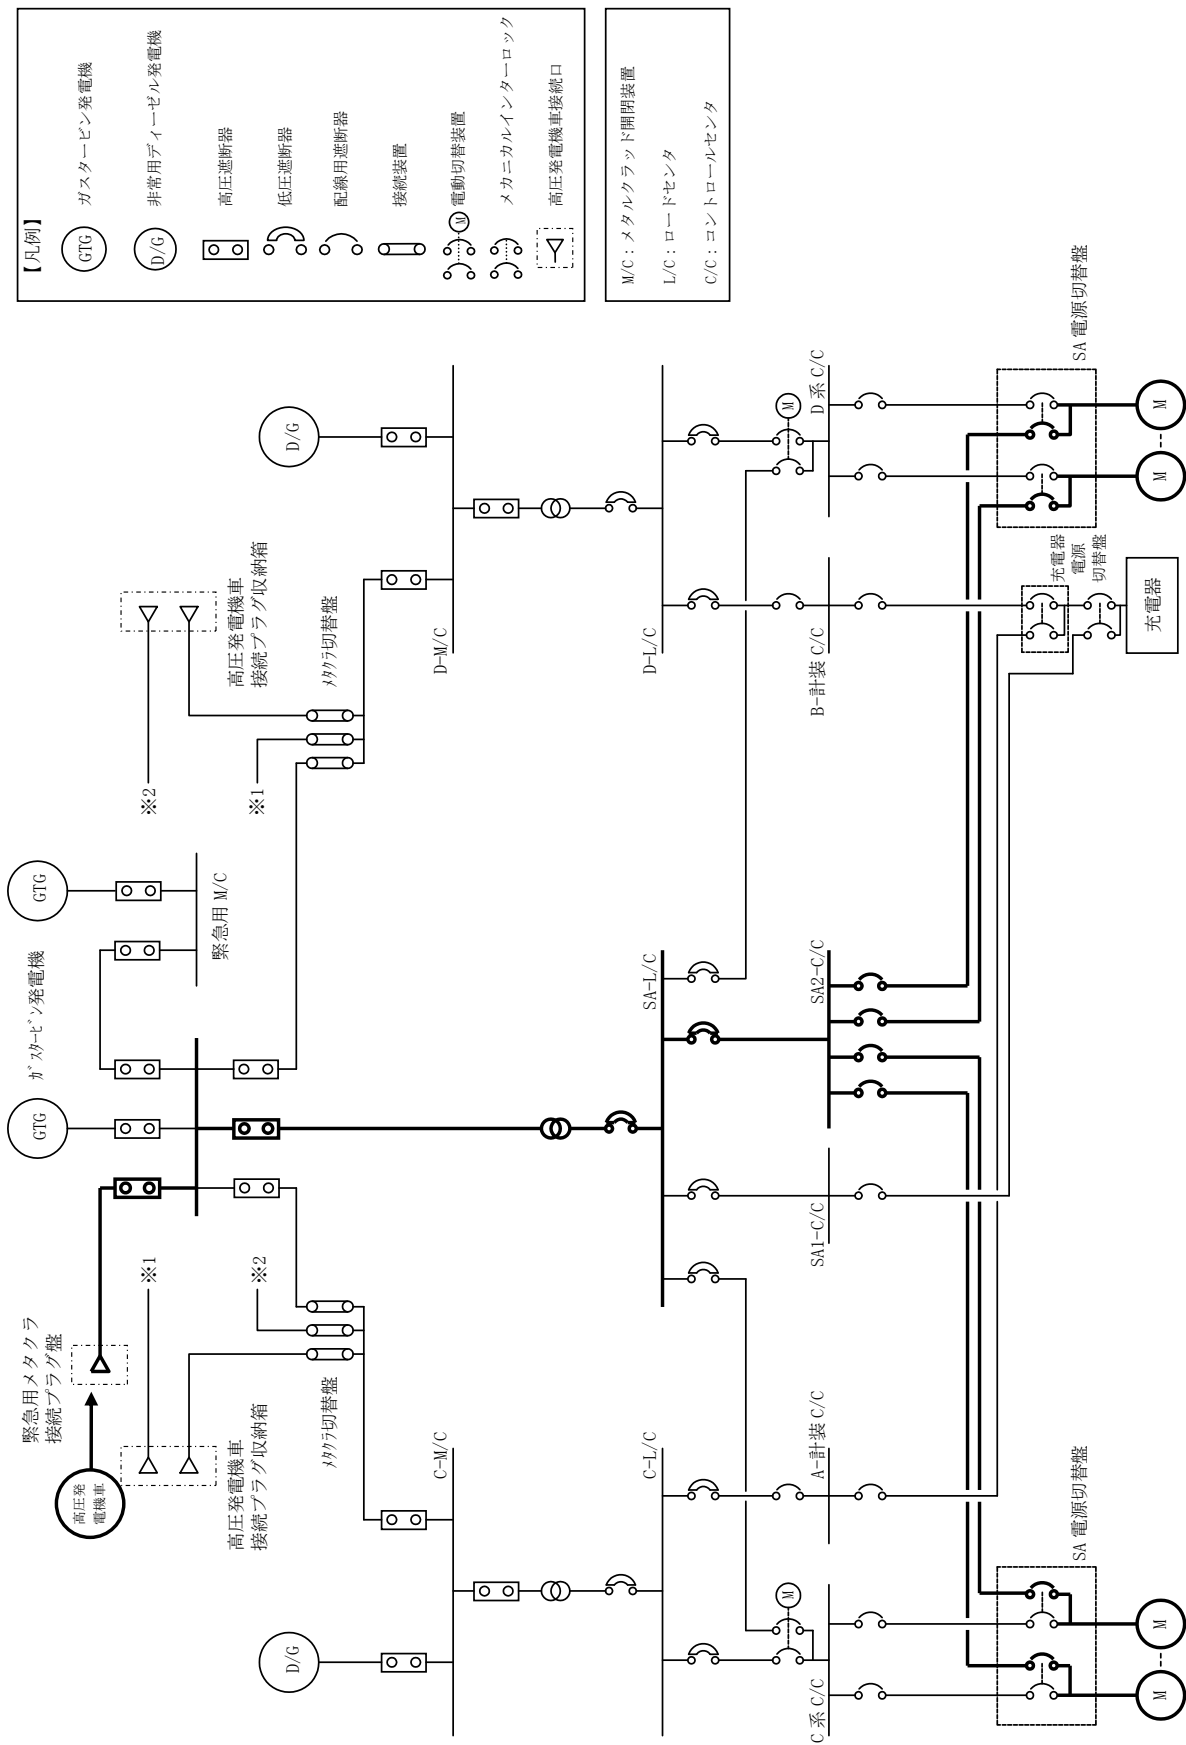 【凡例】
GTG
ガスタービン発電機
D/G
非常用ディーゼル発電機
高圧遮断器
低圧遮断器
配線用遮断器
接続装置
M
電動切替装置
メカニカルインターロック
高圧発電機車接続口
M/C：メタルクラッド開閉装置
L/C：ロードセンタ
C/C：コントロールセンタ
緊急用メタクラ
接続プラグ盤
高圧発
電機車
GTG
ｶﾞｽﾀｰﾋﾞﾝ発電機
GTG
緊急用 M/C
※1
※2
高圧発電機車
接続プラグ収納箱
ﾒﾀｸﾗ切替盤
※2
※1
高圧発電機車
接続プラグ収納箱
ﾒﾀｸﾗ切替盤
D/G
D/G
C-M/C
D-M/C
C-L/C
SA-L/C
D-L/C
M
M
C 系 C/C
A-計装 C/C
SA1-C/C
SA2-C/C
B-計装 C/C
D 系 C/C
SA 電源切替盤
充電器
電源
切替盤
SA 電源切替盤
M
M
充電器
M
M